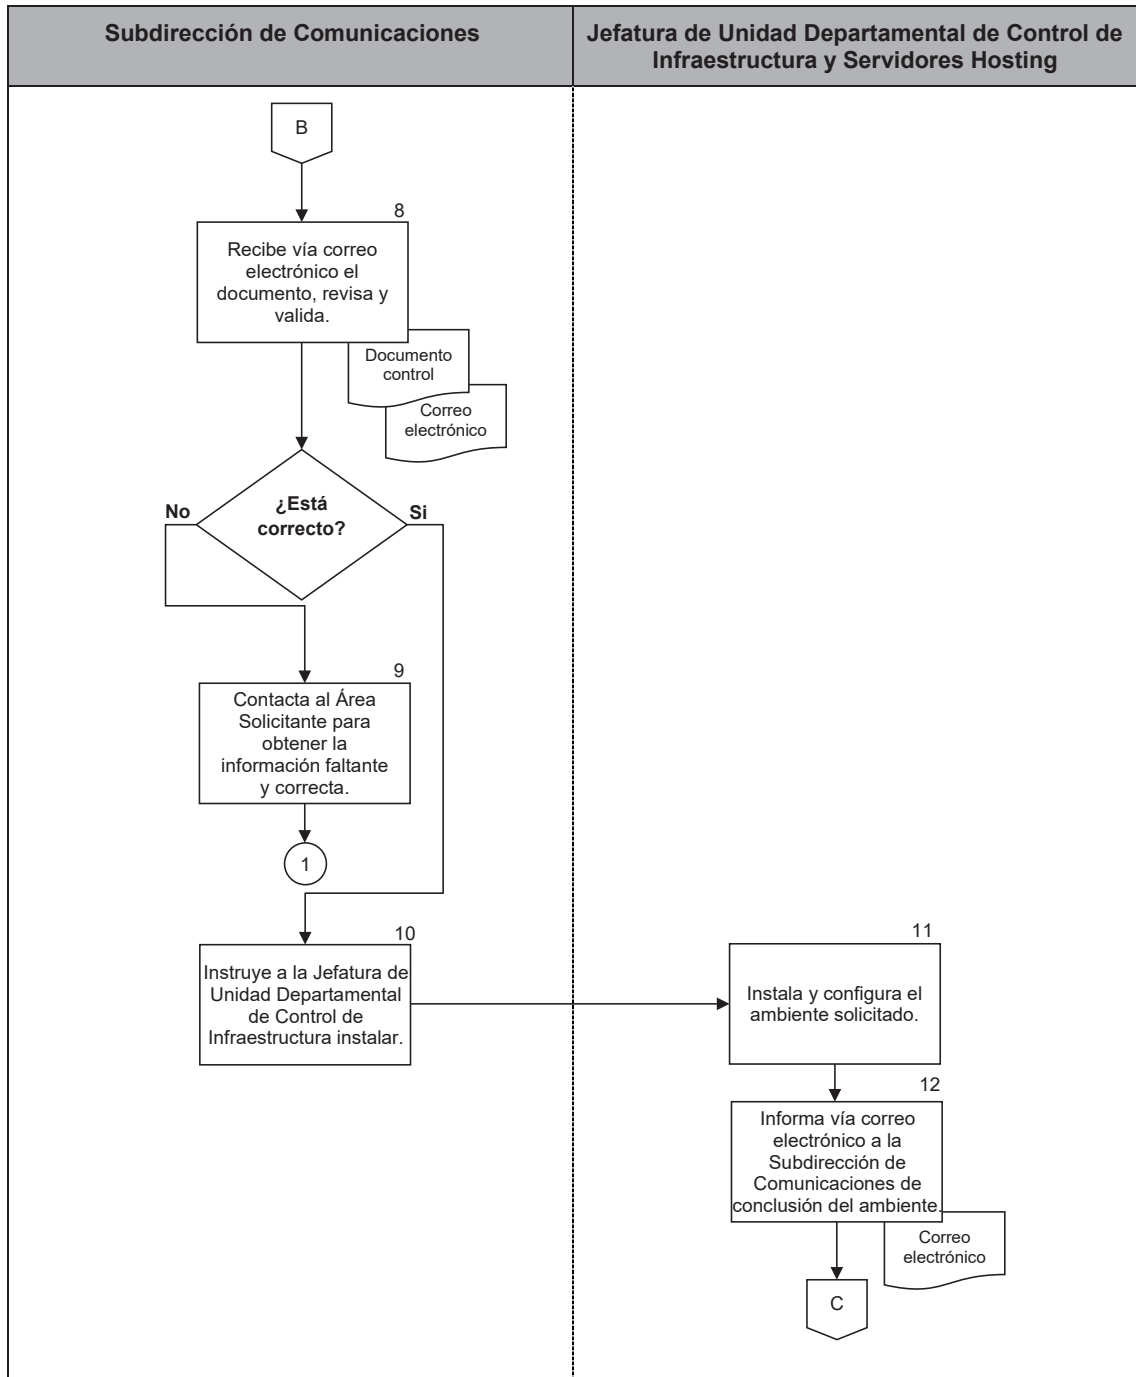 Subdirección de Comunicaciones
Jefatura de Unidad Departamental de Control de
Infraestructura y Servidores Hosting
B
8
Recibe vía correo
electrónico el
documento, revisa y
valida.
Documento
control
Correo
electrónico
¿Está
correcto?
No
Si
9
Contacta al Área
Solicitante para
obtener la
información faltante
y correcta.
1
10
Instruye a la Jefatura de
Unidad Departamental
de Control de
Infraestructura instalar.
11
Instala y configura el
ambiente solicitado.
12
Informa vía correo
electrónico a la
Subdirección de
Comunicaciones de
conclusión del ambiente.
Correo
electrónico
C